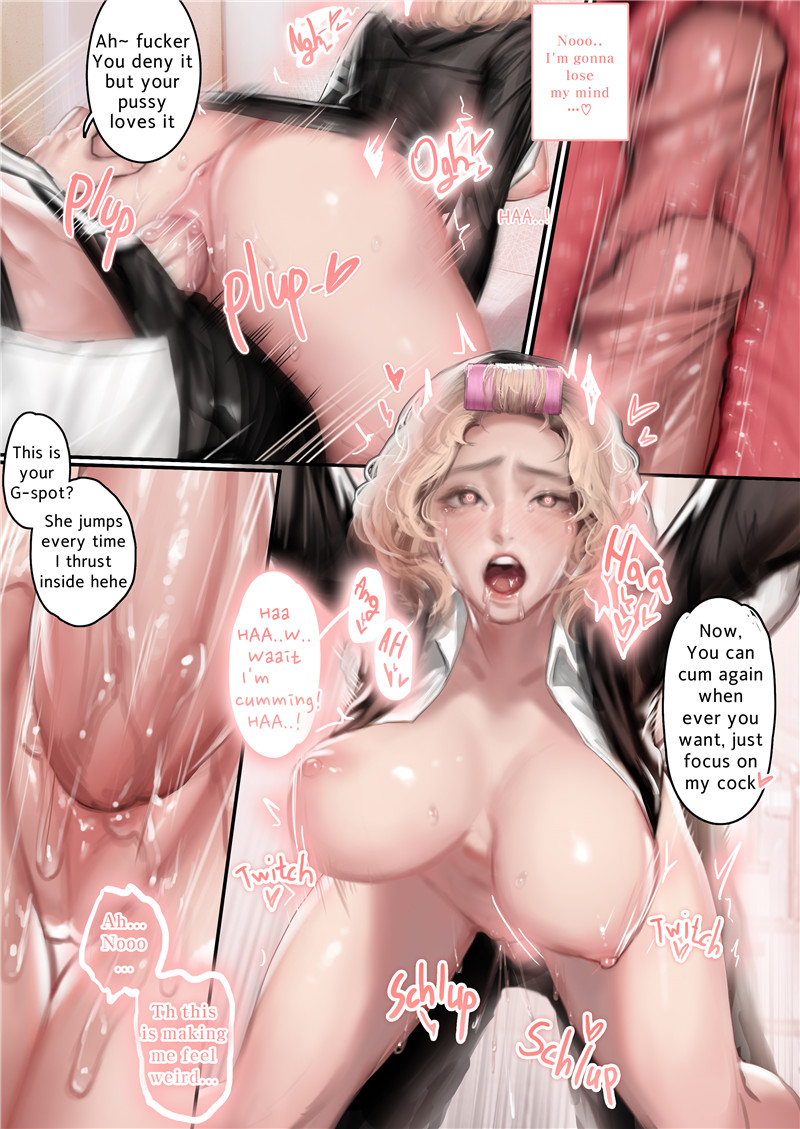 Ah~ fucker
You deny it
but your
pussy
loves it
Ngh
Nooo..
I'm gonna
lose
my mind
...♡
Ogh
HAA..!
plup
plup-
This is
your
G-spot?
She jumps
every time
I thrust
inside hehe
Haa
Ang
AH
Haa
HAA..W..
Waait
I'm
cumming!
HAA..!
Now,
You can
cum again
when
ever you
want, just
focus on
my cock
Twitch
Twitch
Ah...
Nooo
...
Th this
is making
me feel
weird...
Schlup
Schlup